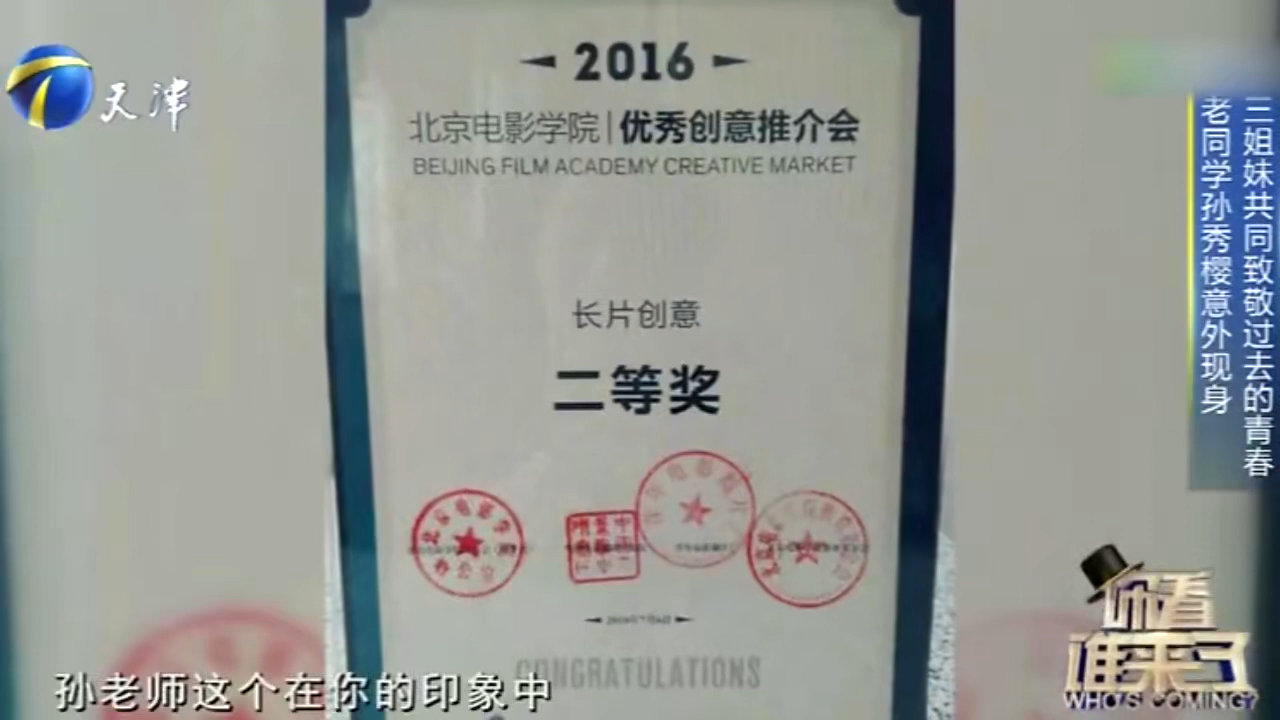 天津
2016
北京电影学院|优秀创意推介会
BEIJING FILM ACADEMY CREATIVE MARKET
长片创意
二等奖
CONGRATULATIONS
三姐妹共同致敬过去的青春
老同学孙秀樱意外现身
你看
谁来了
WHO'S COMING?
孙老师这个在你的印象中